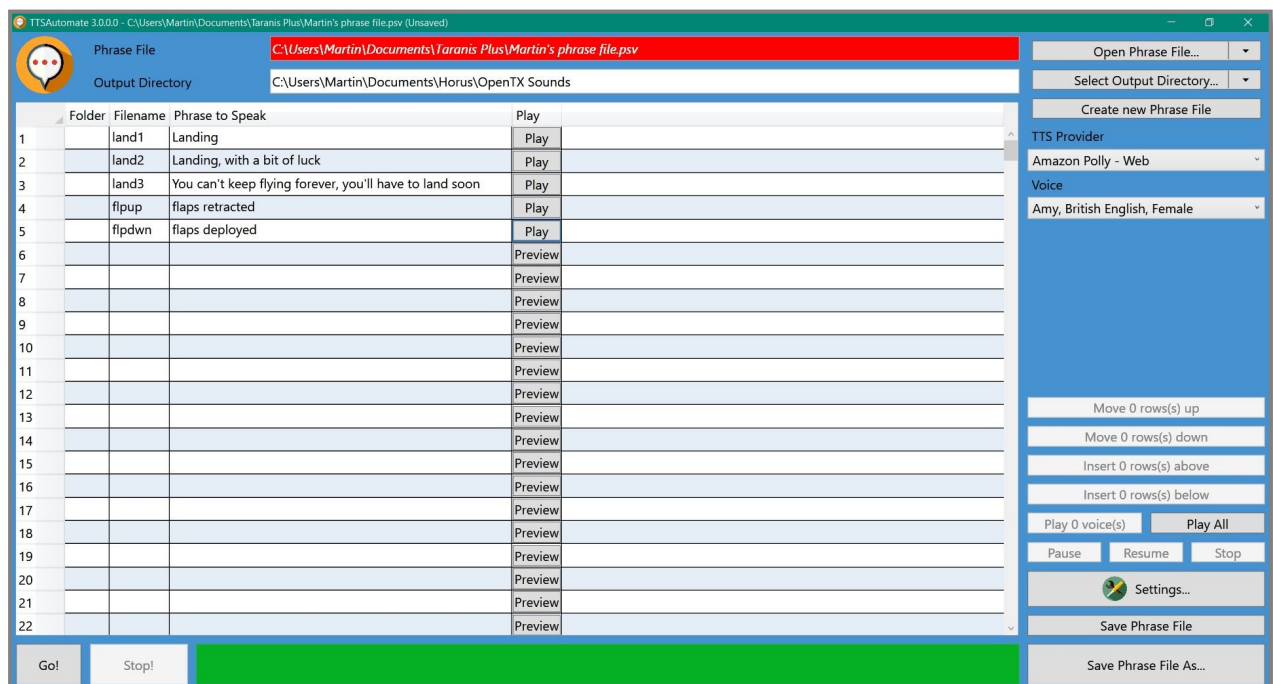 TTSAutomate 3.0.0.0 - C:\Users\Martin\Documents\Taranis Plus\Martin's phrase file.psv (Unsaved)
Phrase File C:\Users\Martin\Documents\Taranis Plus\Martin's phrase file.psv Open Phrase File...
Output Directory C:\Users\Martin\Documents\Horus\OpenTX Sounds Select Output Directory...
Create new Phrase File
Folder Filename Phrase to Speak Play
1 land1 Landing Play
2 land2 Landing, with a bit of luck Play
3 land3 You can't keep flying forever, you'll have to land soon Play
4 flpup flaps retracted Play
5 flpdwn flaps deployed Play
6 Preview
7 Preview
8 Preview
9 Preview
10 Preview
11 Preview
12 Preview
13 Preview
14 Preview
15 Preview
16 Preview
17 Preview
18 Preview
19 Preview
20 Preview
21 Preview
22 Preview
TTS Provider
Amazon Polly - Web
Voice
Amy, British English, Female
Move 0 rows(s) up
Move 0 rows(s) down
Insert 0 rows(s) above
Insert 0 rows(s) below
Play 0 voice(s) Play All
Pause Resume Stop
Settings...
Save Phrase File
Go! Stop! Save Phrase File As...